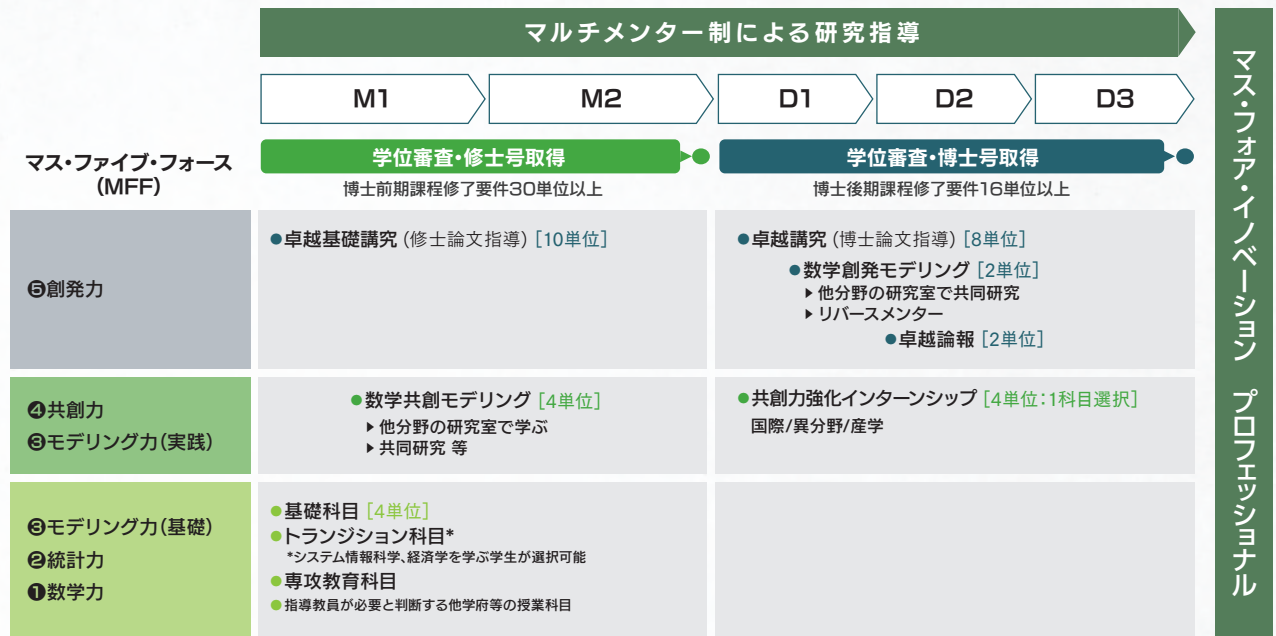 マルチメンター制による研究指導
M1
M2
D1
D2
D3
マス・ファイブ・フォース
(MFF)
学位審査・修士号取得
博士前期課程修了要件30単位以上
学位審査・博士号取得
博士後期課程修了要件16単位以上
❺創発力
●卓越基礎講究 (修士論文指導) [10単位]
●卓越講究 (博士論文指導) [8単位]
●数学創発モデリング [2単位]
▶他分野の研究室で共同研究
▶リバースメンター
●卓越論報 [2単位]
❹共創力
❸モデリング力(実践)
●数学共創モデリング [4単位]
▶他分野の研究室で学ぶ
▶共同研究 等
●共創力強化インターンシップ [4単位:1科目選択]
国際/異分野/産学
❸モデリング力(基礎)
❷統計力
❶数学力
●基礎科目 [4単位]
●トランジション科目*
*システム情報科学、経済学を学ぶ学生が選択可能
●専攻教育科目
●指導教員が必要と判断する他学府等の授業科目
マス・フォア・イノベーション プロフェッショナル